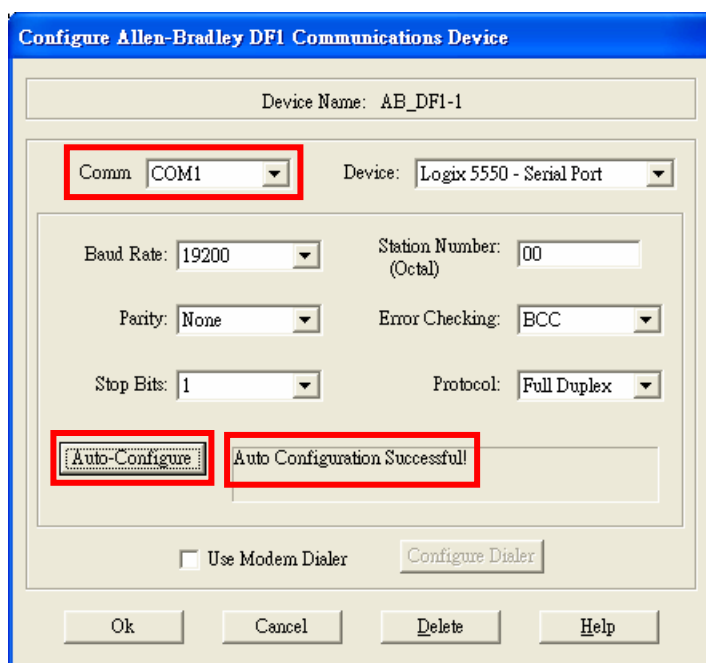 Configure Allen-Bradley DF1 Communications Device
Device Name: AB_DF1-1
Comm COM1 Device: Logix 5550 - Serial Port
Baud Rate: 19200 Station Number: 00
(Octal)
Parity: None Error Checking: BCC
Stop Bits: 1 Protocol: Full Duplex
Auto-Configure Auto Configuration Successful!
Use Modem Dialer Configure Dialer
Ok Cancel Delete Help